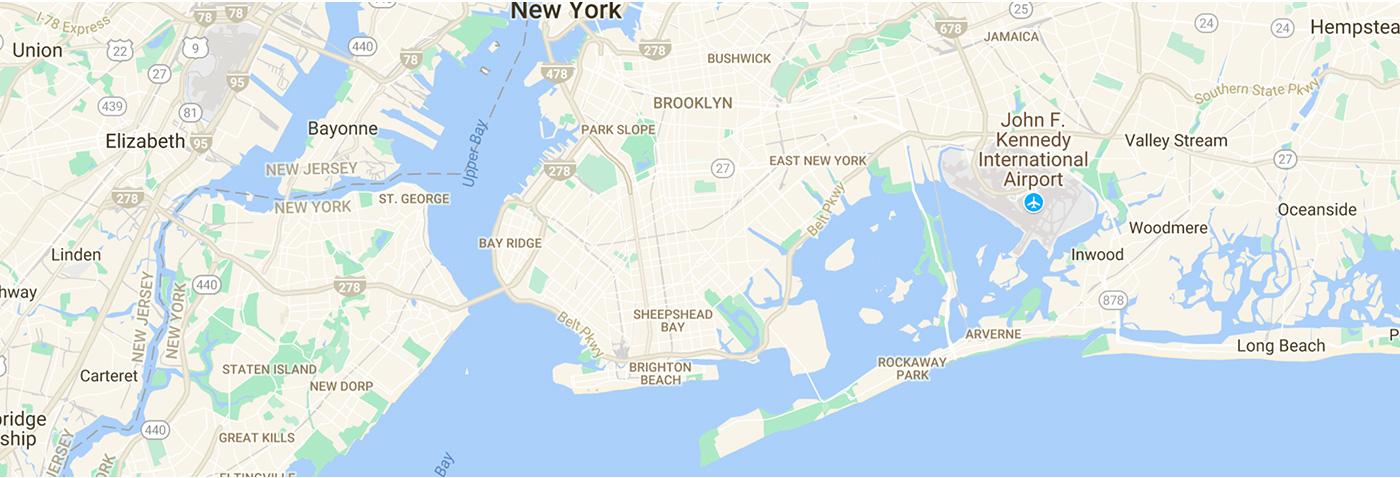 New York
I-78 Express
78
78
25
24
24
Hempstea
Union
22
9
440
278
678
JAMAICA
27
78
478
BUSHWICK
95
439
81
BROOKLYN
Southern State Pkwy
Elizabeth
95
Bayonne
Upper Bay
PARK SLOPE
John F.
Kennedy
International
Airport
Valley Stream
NEW JERSEY
278
27
EAST NEW YORK
27
278
NEW YORK
ST. GEORGE
Belt Pkwy
Oceanside
Woodmere
Linden
BAY RIDGE
Inwood
hway
NEW JERSEY
NEW YORK
440
278
878
Belt Pkwy
SHEEPSHEAD
BAY
ARVERNE
Long Beach
P
Carteret
STATEN ISLAND
NEW DORP
BRIGHTON
BEACH
ROCKAWAY
PARK
bridge
ship
440
GREAT KILLS
JERSEY
ORK
ELTINGVILLE
Bay